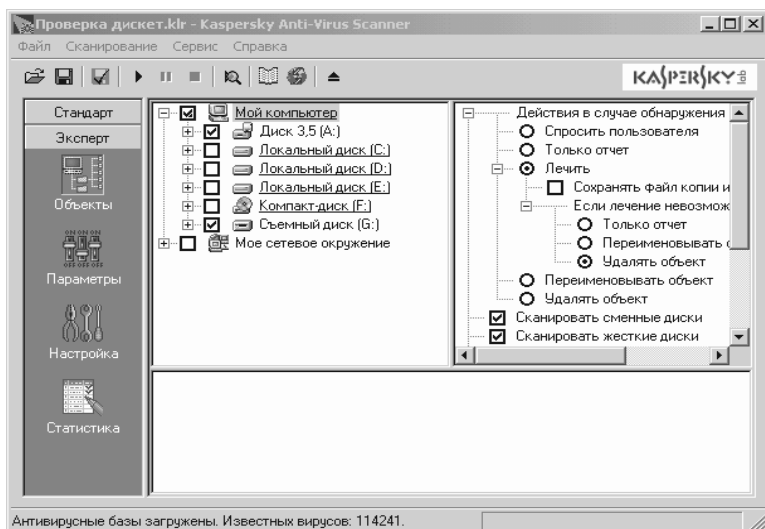 Проверка дискет.klr - Kaspersky Anti-Virus Scanner
Файл Сканирование Сервис Справка
KASPERSKY lab
Стандарт
Эксперт
Объекты
Параметры
Настройка
Статистика
Мой компьютер
Диск 3,5 (A:)
Локальный диск (C:)
Локальный диск (D:)
Локальный диск (E:)
Компакт-диск (F:)
Съемный диск (G:)
Мое сетевое окружение
Действия в случае обнаружения
Спросить пользователя
Только отчет
Лечить
Сохранять файл копии и
Если лечение невозмож
Только отчет
Переименовывать
Удалять объект
Переименовывать объект
Удалять объект
Сканировать сменные диски
Сканировать жесткие диски
Антивирусные базы загружены. Известных вирусов: 114241.